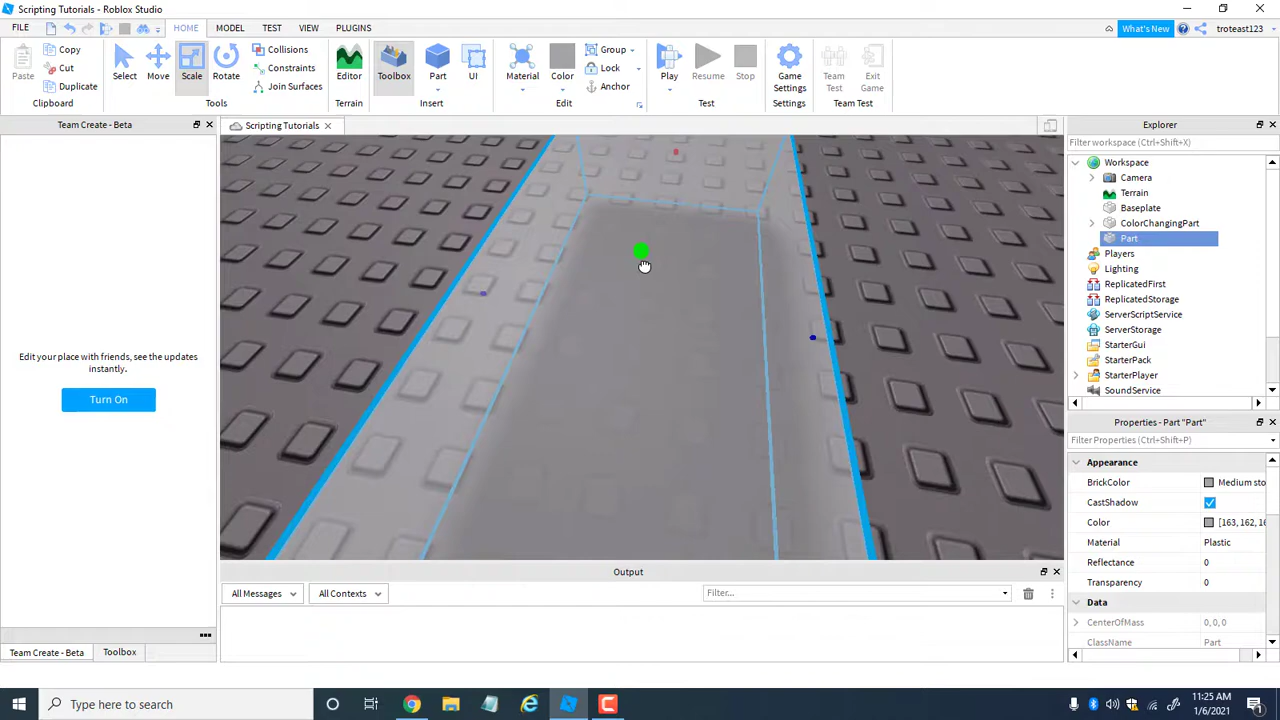 Scripting Tutorials - Roblox Studio
FILE HOME MODEL TEST VIEW PLUGINS What's New troteast123
Paste Copy Cut Duplicate Select Move Scale Rotate Collisions Constraints Join Surfaces Editor Toolbox Part UI Material Color Group Lock Anchor Play Resume Stop Game Settings Team Test Exit Game
Clipboard Tools Terrain Insert Edit Test Settings Team Test
Team Create - Beta
Edit your place with friends, see the updates
instantly.
Turn On
Team Create - Beta Toolbox
Scripting Tutorials
Output
All Messages All Contexts Filter...
Explorer
Filter workspace (Ctrl+Shift+X)
Workspace
Camera
Terrain
Baseplate
ColorChangingPart
Part
Players
Lighting
ReplicatedFirst
ReplicatedStorage
ServerScriptService
ServerStorage
StarterGui
StarterPack
StarterPlayer
SoundService
Properties - Part "Part"
Filter Properties (Ctrl+Shift+P)
Appearance
BrickColor Medium sto
CastShadow
Color [163, 162, 16
Material Plastic
Reflectance 0
Transparency 0
Data
CenterOfMass 0, 0, 0
ClassName Part
Type here to search
11:25 AM
1/6/2021